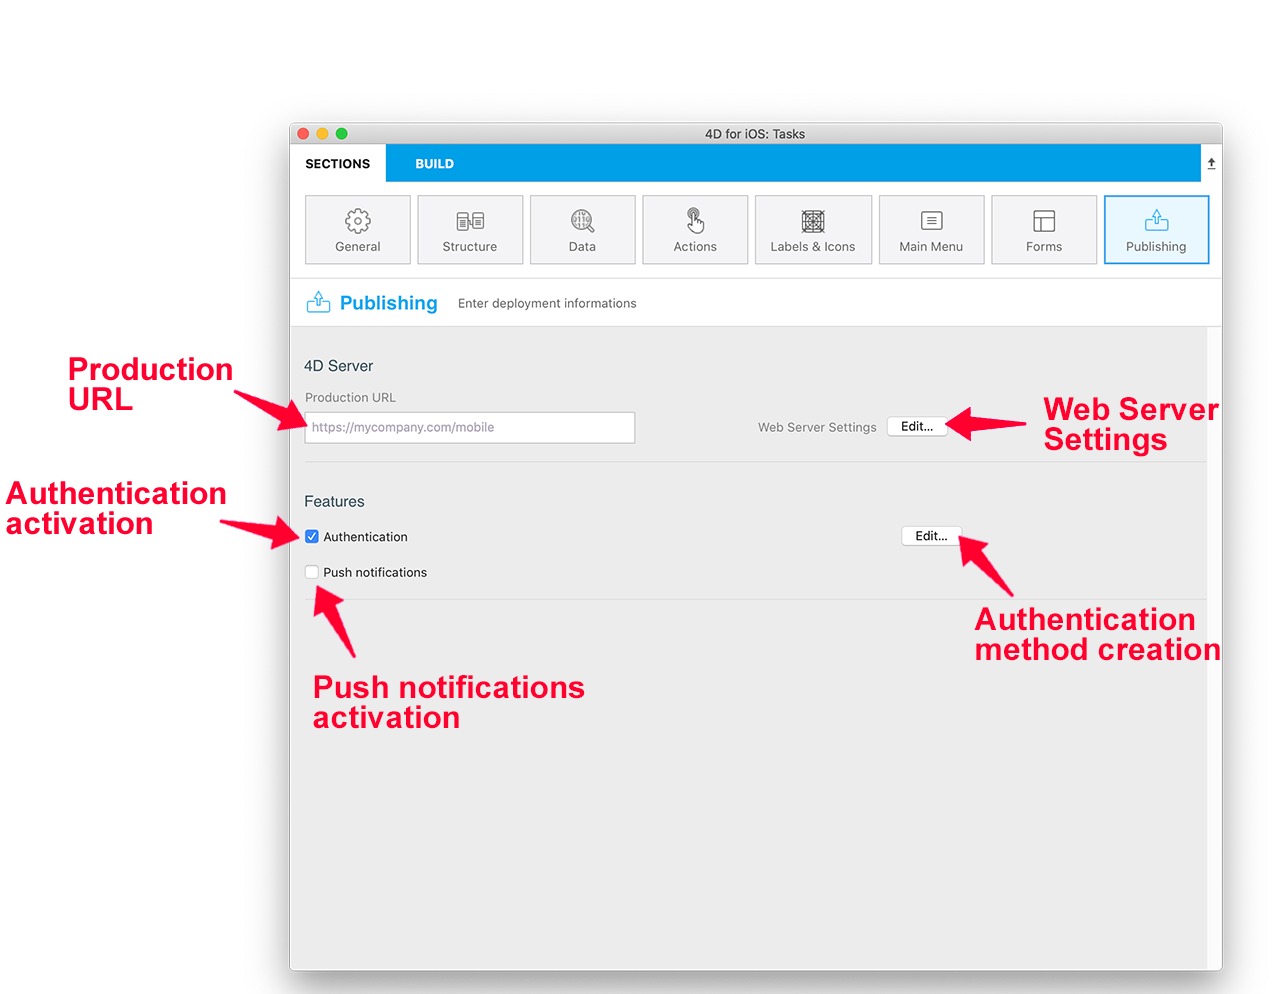 4D for iOS: Tasks
SECTIONS
BUILD
General
Structure
Data
Actions
Labels & Icons
Main Menu
Forms
Publishing
Publishing
Enter deployment informations
4D Server
Production URL
https://mycompany.com/mobile
Web Server Settings
Edit...
Production
URL
Web Server
Settings
Features
Authentication
Edit...
Push notifications
Authentication
activation
Authentication
method creation
Push notifications
activation